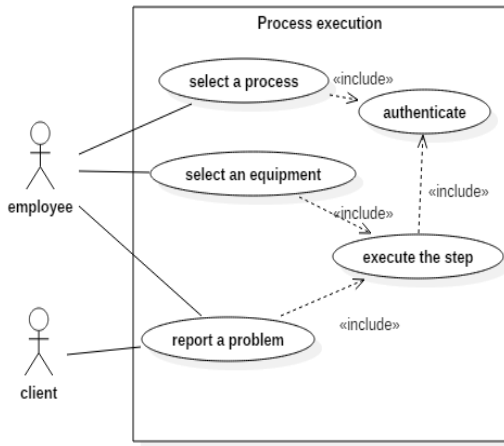 Process execution
select a process
«include»
authenticate
employee
select an equipment
«include»
«include»
execute the step
report a problem
«include»
client